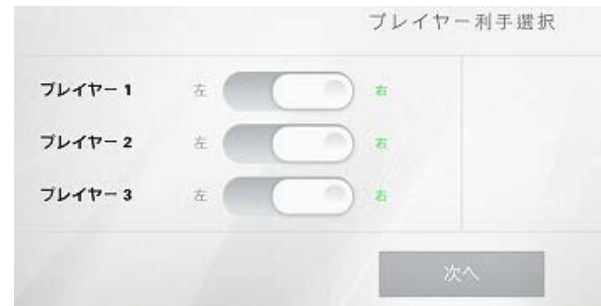 プレイヤー利手選択
プレイヤー 1 左 右
プレイヤー 2 左 右
プレイヤー 3 左 右
次へ